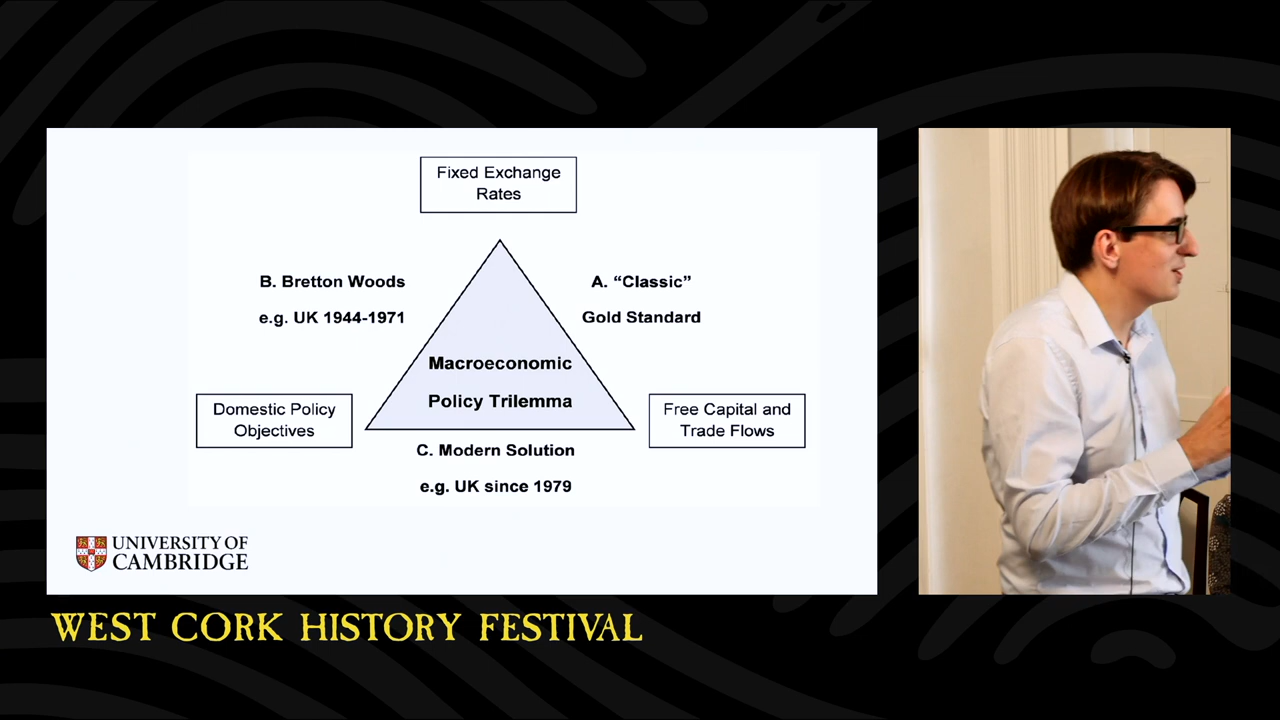 Fixed Exchange
Rates
B. Bretton Woods
e.g. UK 1944-1971
A. “Classic”
Gold Standard
Macroeconomic
Policy Trilemma
Domestic Policy
Objectives
Free Capital and
Trade Flows
C. Modern Solution
e.g. UK since 1979
UNIVERSITY OF
CAMBRIDGE
WEST CORK HISTORY FESTIVAL